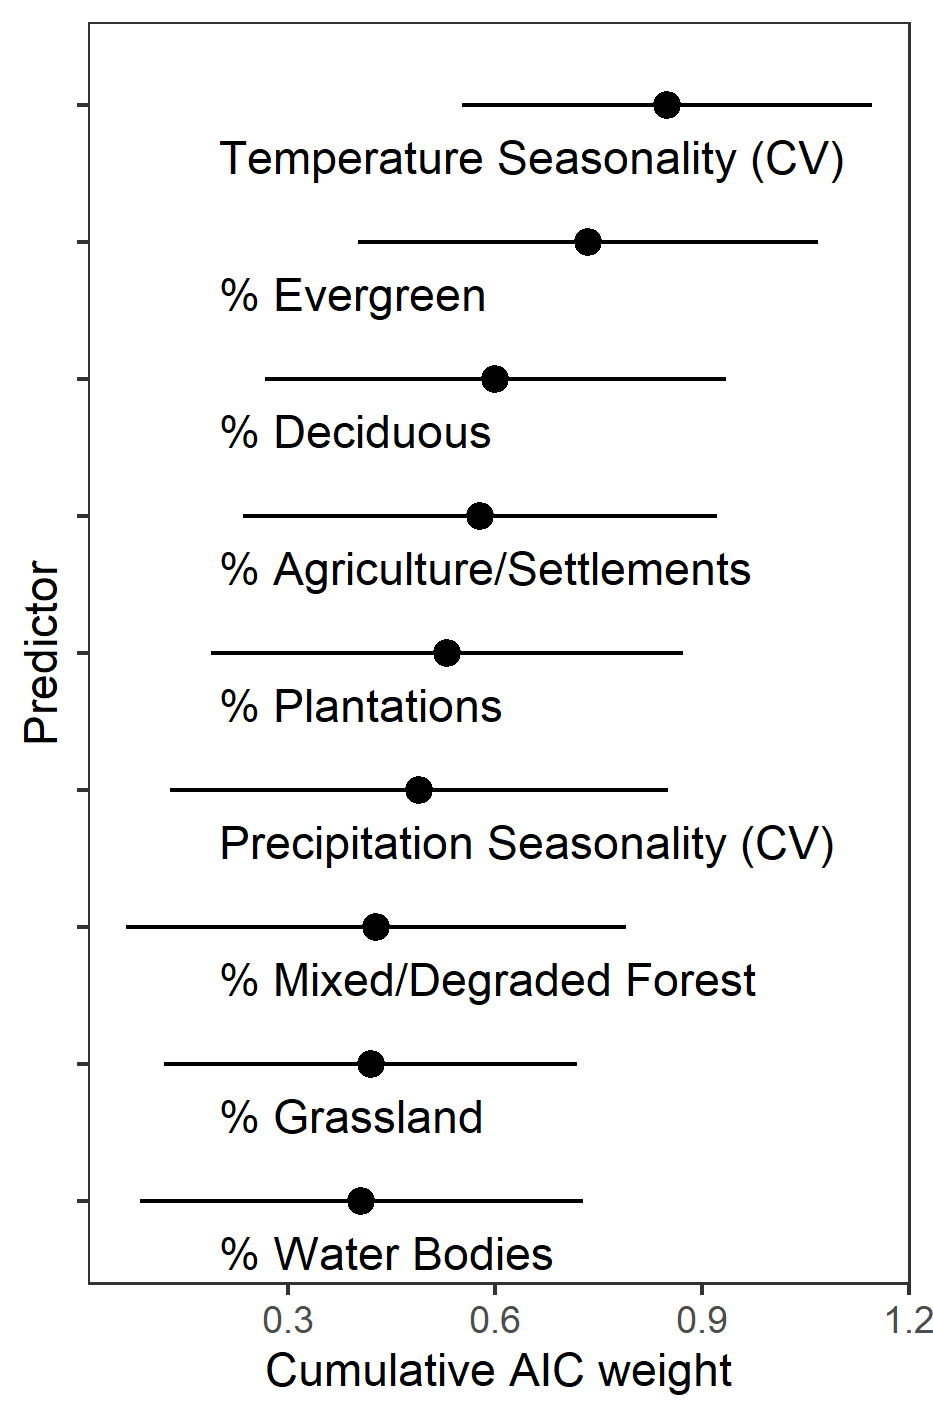 Temperature Seasonality (CV)
% Evergreen
% Deciduous
% Agriculture/Settlements
% Plantations
Predictor
Precipitation Seasonality (CV)
% Mixed/Degraded Forest
% Grassland
% Water Bodies
0.3 0.6 0.9 1.2
Cumulative AIC weight